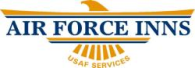 AIR FORCE INNS
USAF SERVICES